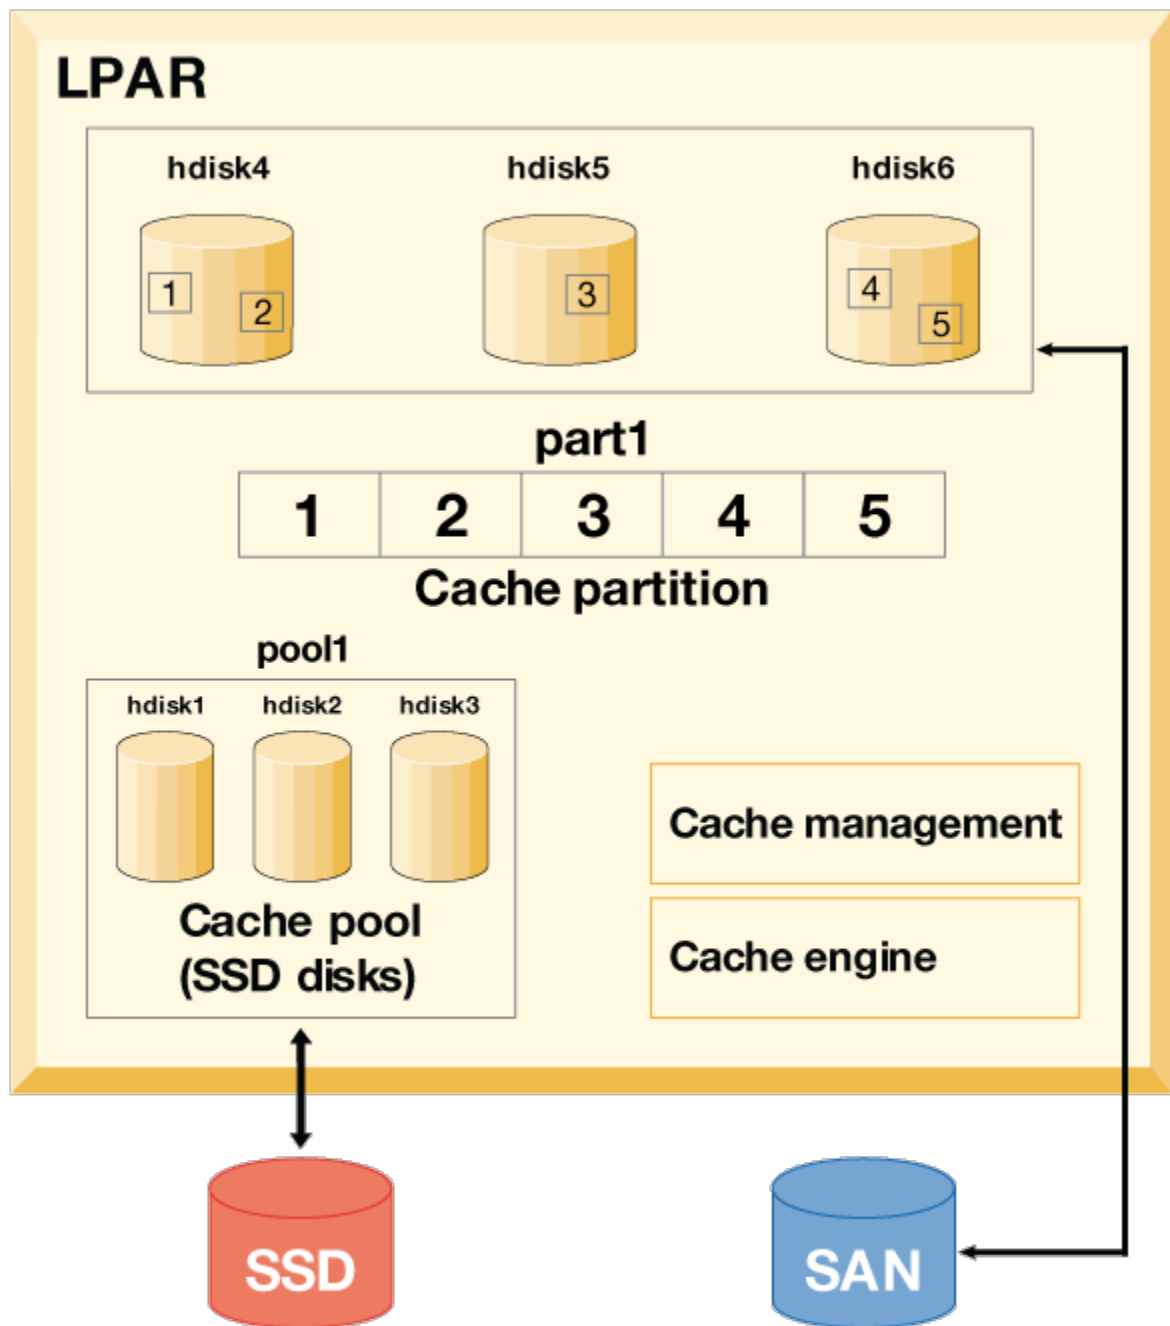 LPAR
hdisk4 hdisk5 hdisk6
1 2 3 4 5
part1
1 2 3 4 5
Cache partition
pool1
hdisk1 hdisk2 hdisk3
Cache pool
(SSD disks)
Cache management
Cache engine
SSD SAN